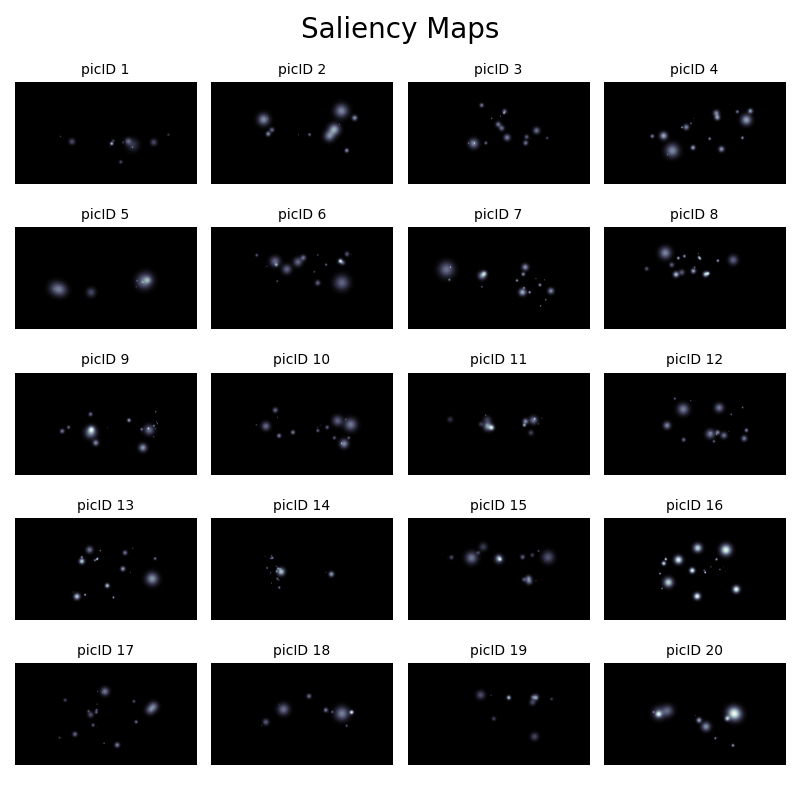 Saliency Maps
picID 1
picID 2
picID 3
picID 4
picID 5
picID 6
picID 7
picID 8
picID 9
picID 10
picID 11
picID 12
picID 13
picID 14
picID 15
picID 16
picID 17
picID 18
picID 19
picID 20